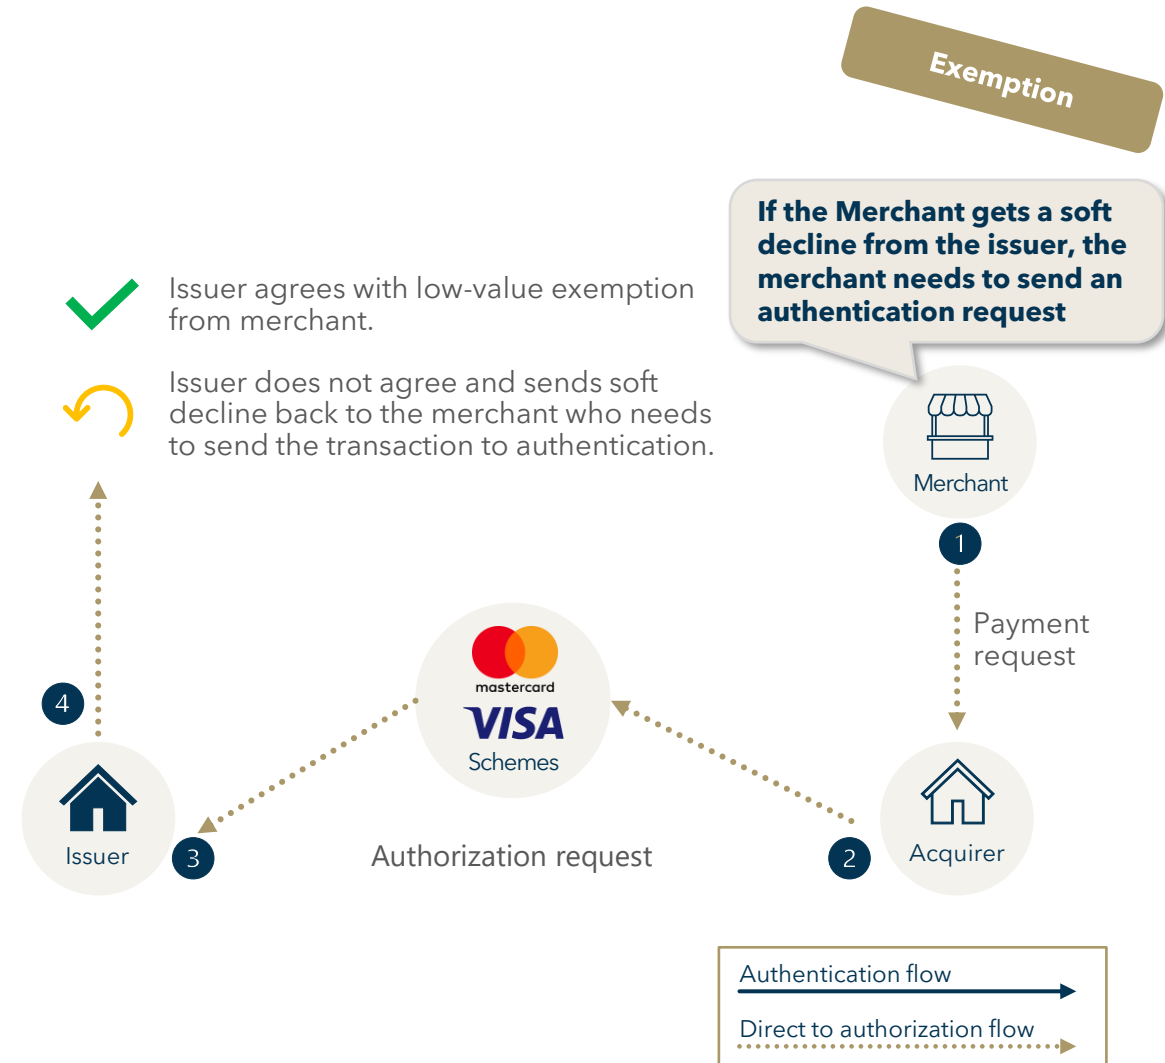 Exemption
If the Merchant gets a soft
decline from the issuer, the
merchant needs to send an
authentication request
Issuer agrees with low-value exemption
from merchant.
Issuer does not agree and sends soft
decline back to the merchant who needs
to send the transaction to authentication.
Merchant
1
Payment
request
mastercard
VISA
Schemes
4
Issuer
3
Authorization request
2
Acquirer
Authentication flow
Direct to authorization flow